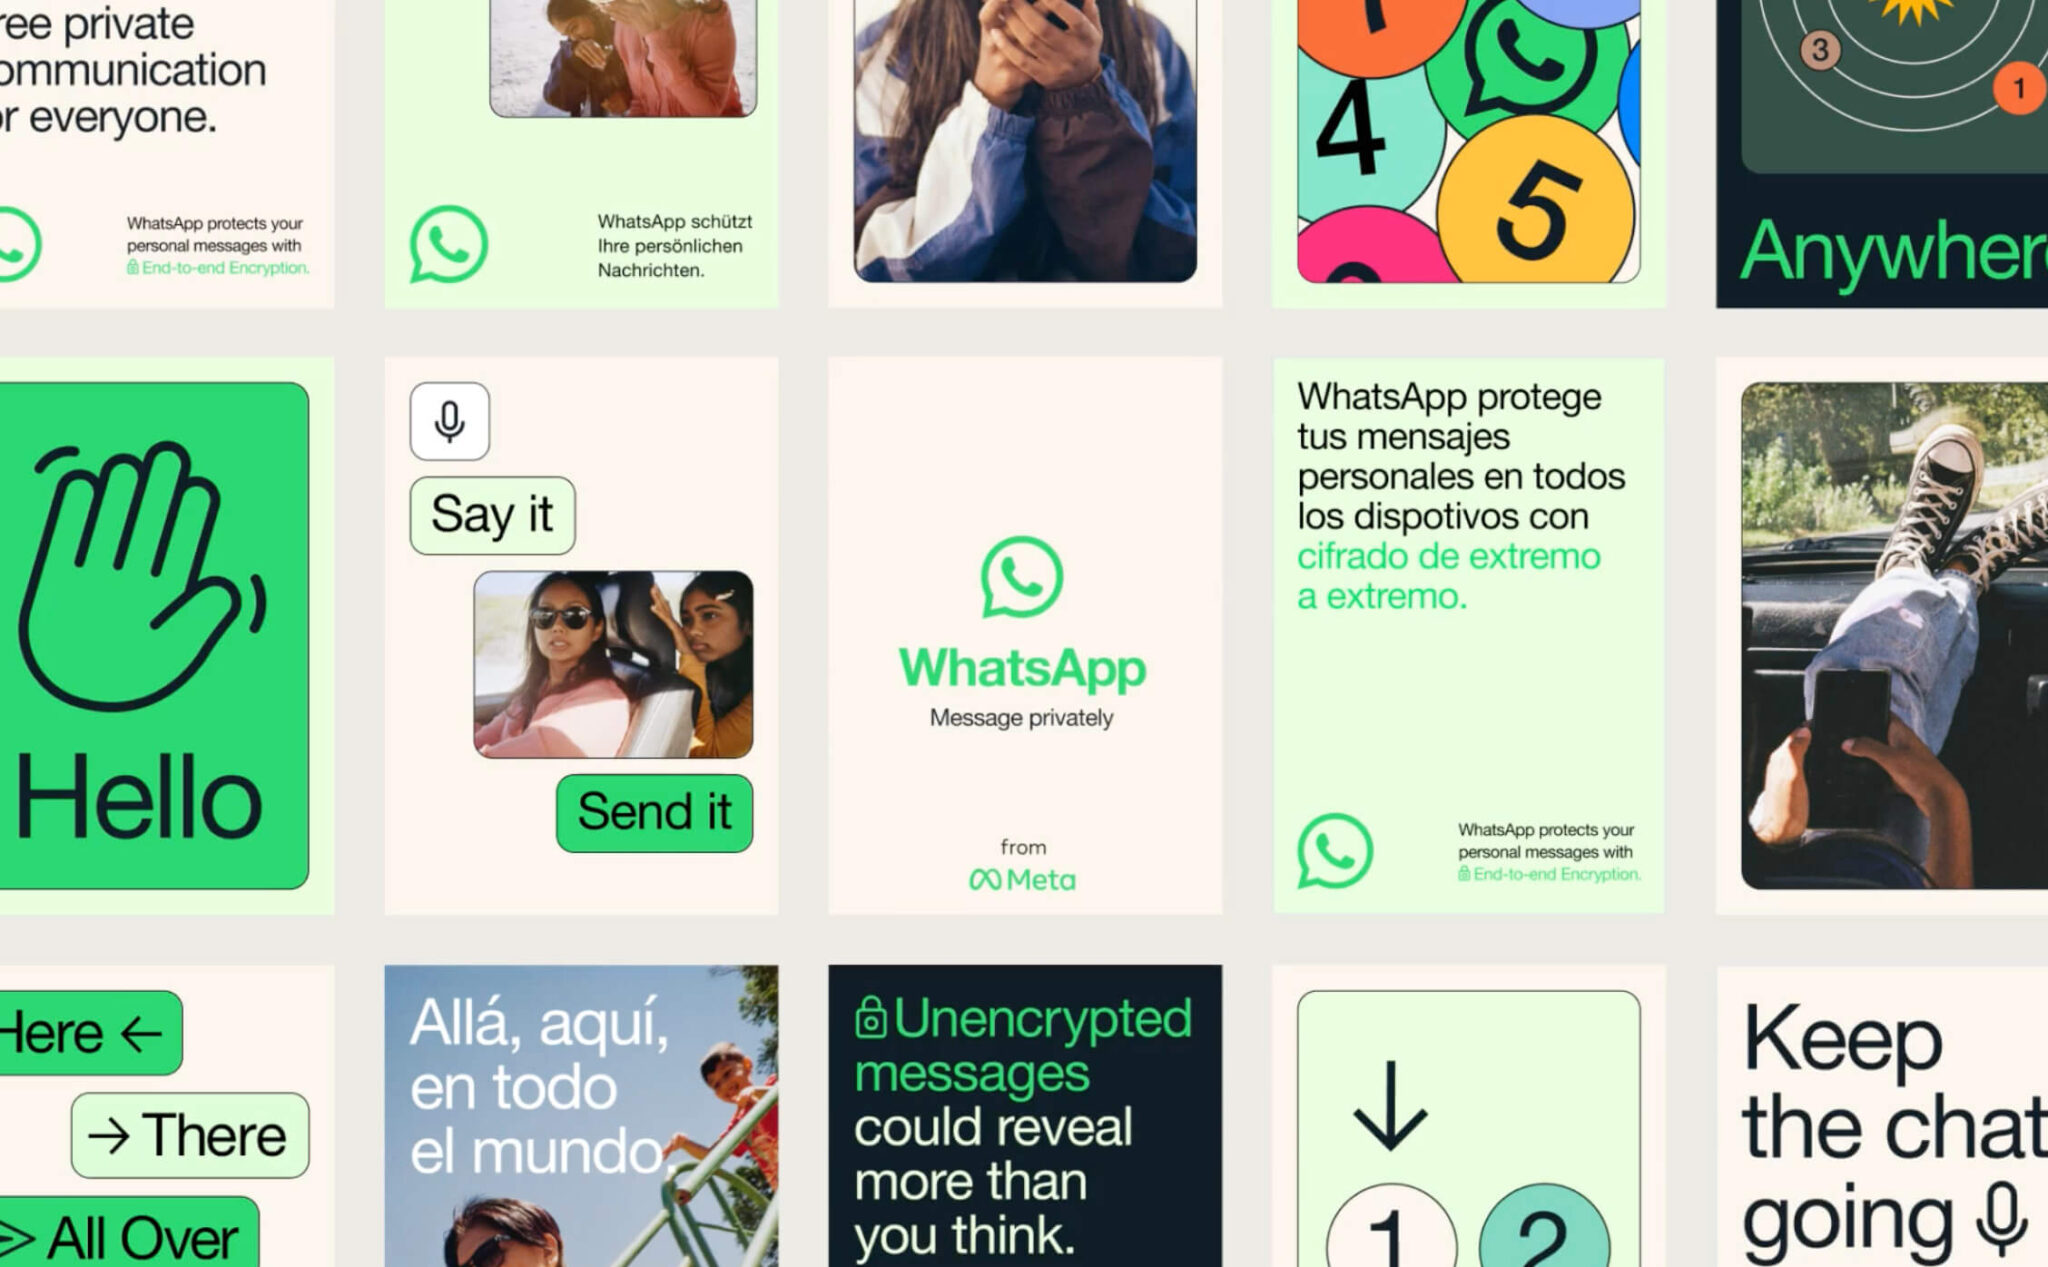 ree private
ommunication
or everyone.
WhatsApp protects your
personal messages with
End-to-end Encryption.
WhatsApp schützt
Ihre persönlichen
Nachrichten.
1
4
5
3
1
Anywher
Hello
Say it
Send it
WhatsApp
Message privately
from
Meta
WhatsApp protege
tus mensajes
personales en todos
los dispotivos con
cifrado de extremo
a extremo.
WhatsApp protects your
personal messages with
End-to-end Encryption.
Here ←
→ There
All Over
Allá, aquí,
en todo
el mundo.
Unencrypted
messages
could reveal
more than
you think.
↓
1 2
Keep
the chat
going